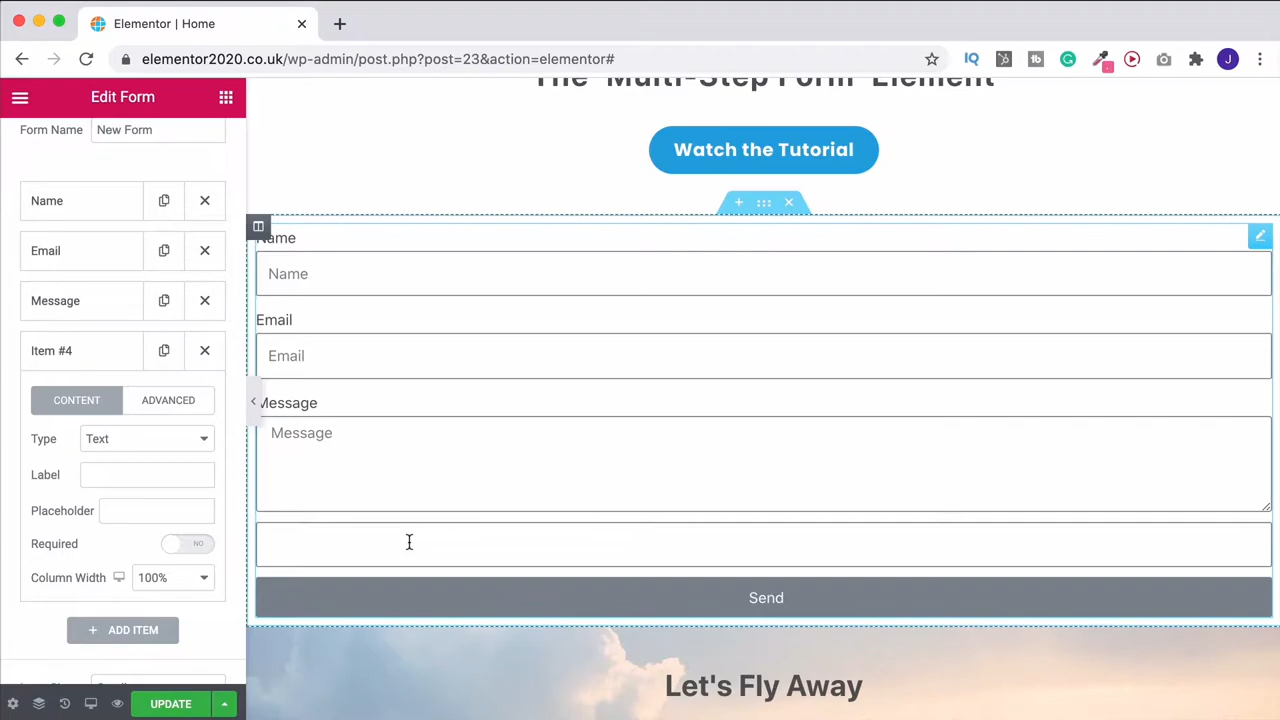 Elementor | Home
elementor2020.co.uk/wp-admin/post.php?post=23&action=elementor#
IQ
tb
J
Edit Form
The 'Multi-Step Form' Element
Form Name
New Form
Watch the Tutorial
Name
Email
Message
Item #4
CONTENT
ADVANCED
Type
Text
Label
Placeholder
Required
NO
Column Width
100%
+ ADD ITEM
UPDATE
Name
Name
Email
Email
Message
Message
Send
Let's Fly Away